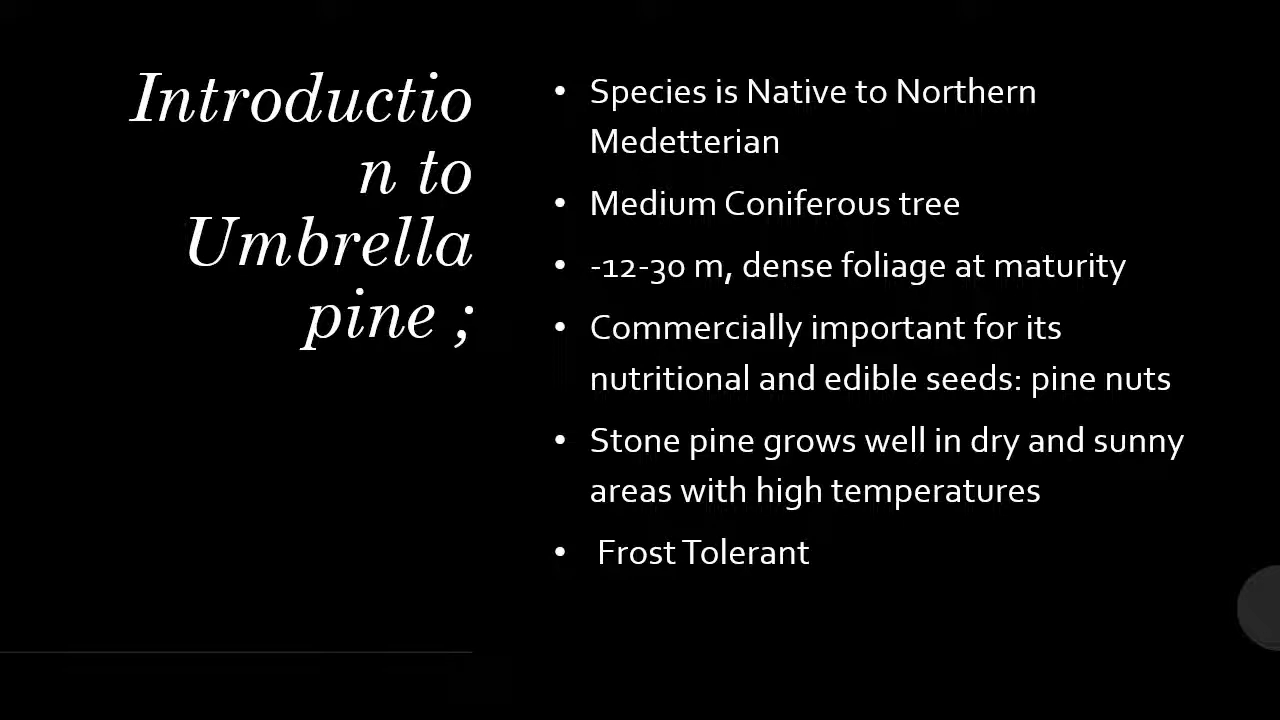 Introductio
n to
Umbrella
pine ;
• Species is Native to Northern
Medetterian
• Medium Coniferous tree
• -12-30 m, dense foliage at maturity
• Commercially important for its
nutritional and edible seeds: pine nuts
• Stone pine grows well in dry and sunny
areas with high temperatures
• Frost Tolerant